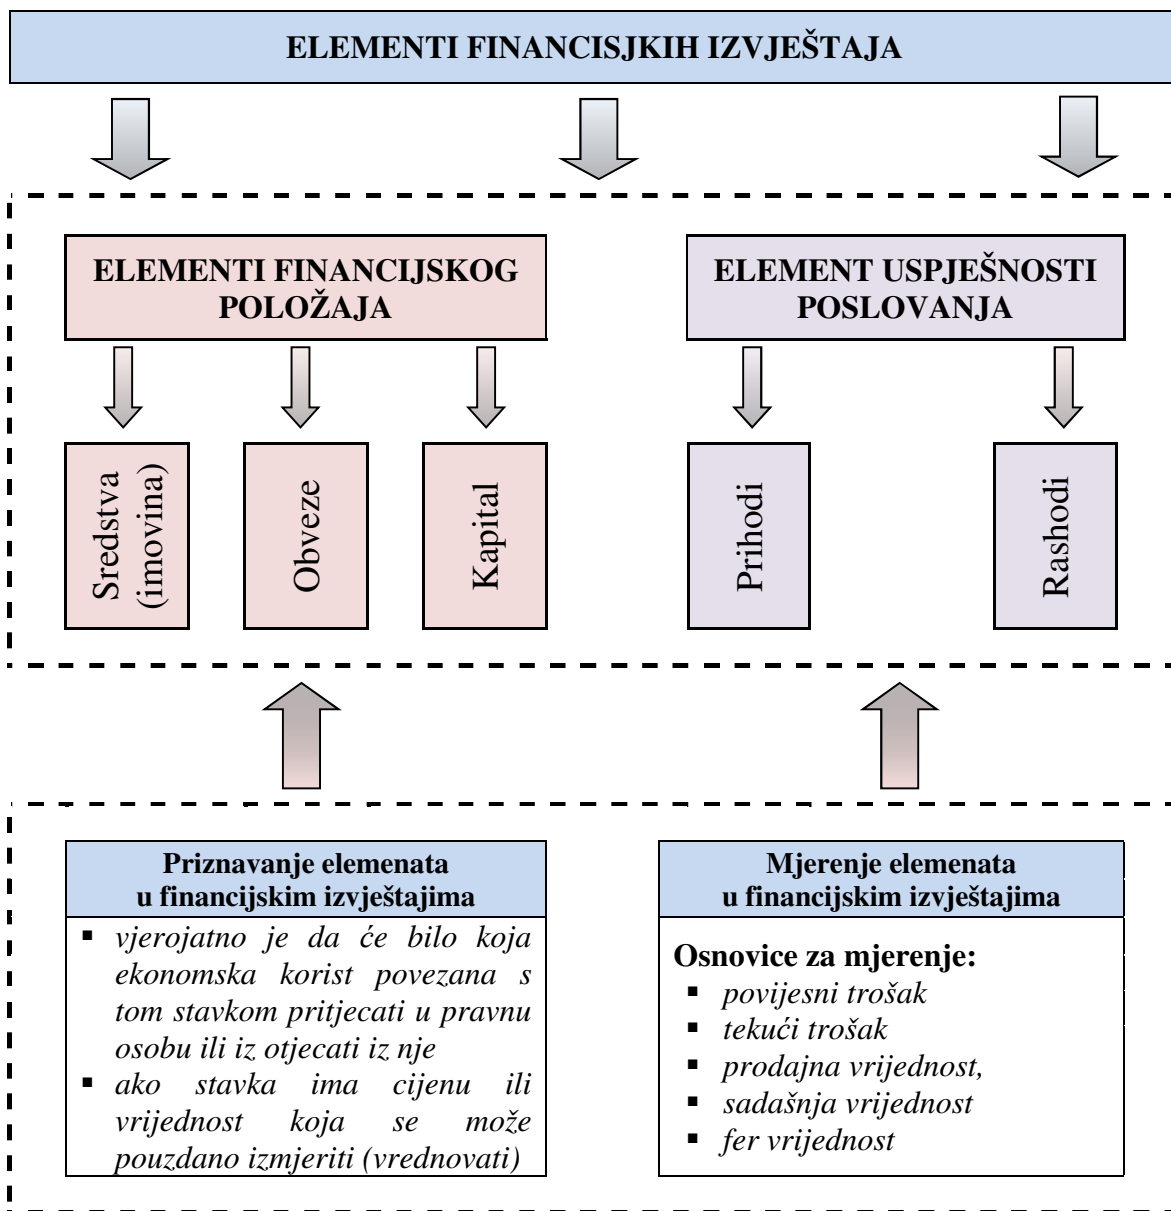 ELEMENTI FINANCISJKIH IZVJEŠTAJA
ELEMENTI FINANCIJSKOG
POLOŽAJA
ELEMENT USPJEŠNOSTI
POSLOVANJA
Sredstva
(imovina)
Obveze
Kapital
Prihodi
Rashodi
Priznavanje elemenata
u financijskim izvještajima
▪ vjerojatno je da će bilo koja
ekonomska korist povezana s
tom stavkom pritjecati u pravnu
osobu ili iz otjecati iz nje
▪ ako stavka ima cijenu ili
vrijednost koja se može
pouzdano izmjeriti (vrednovati)
Mjerenje elemenata
u financijskim izvještajima
Osnovice za mjerenje:
▪ povijesni trošak
▪ tekući trošak
▪ prodajna vrijednost,
▪ sadašnja vrijednost
▪ fer vrijednost